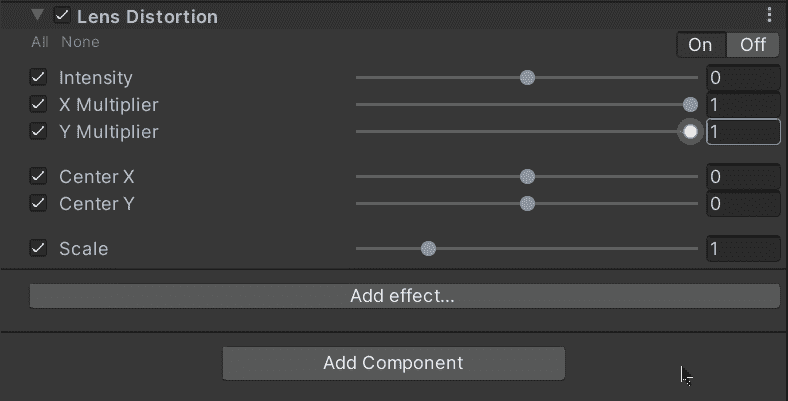 Lens Distortion
All None
On Off
Intensity 0
X Multiplier 1
Y Multiplier 1
Center X 0
Center Y 0
Scale 1
Add effect...
Add Component